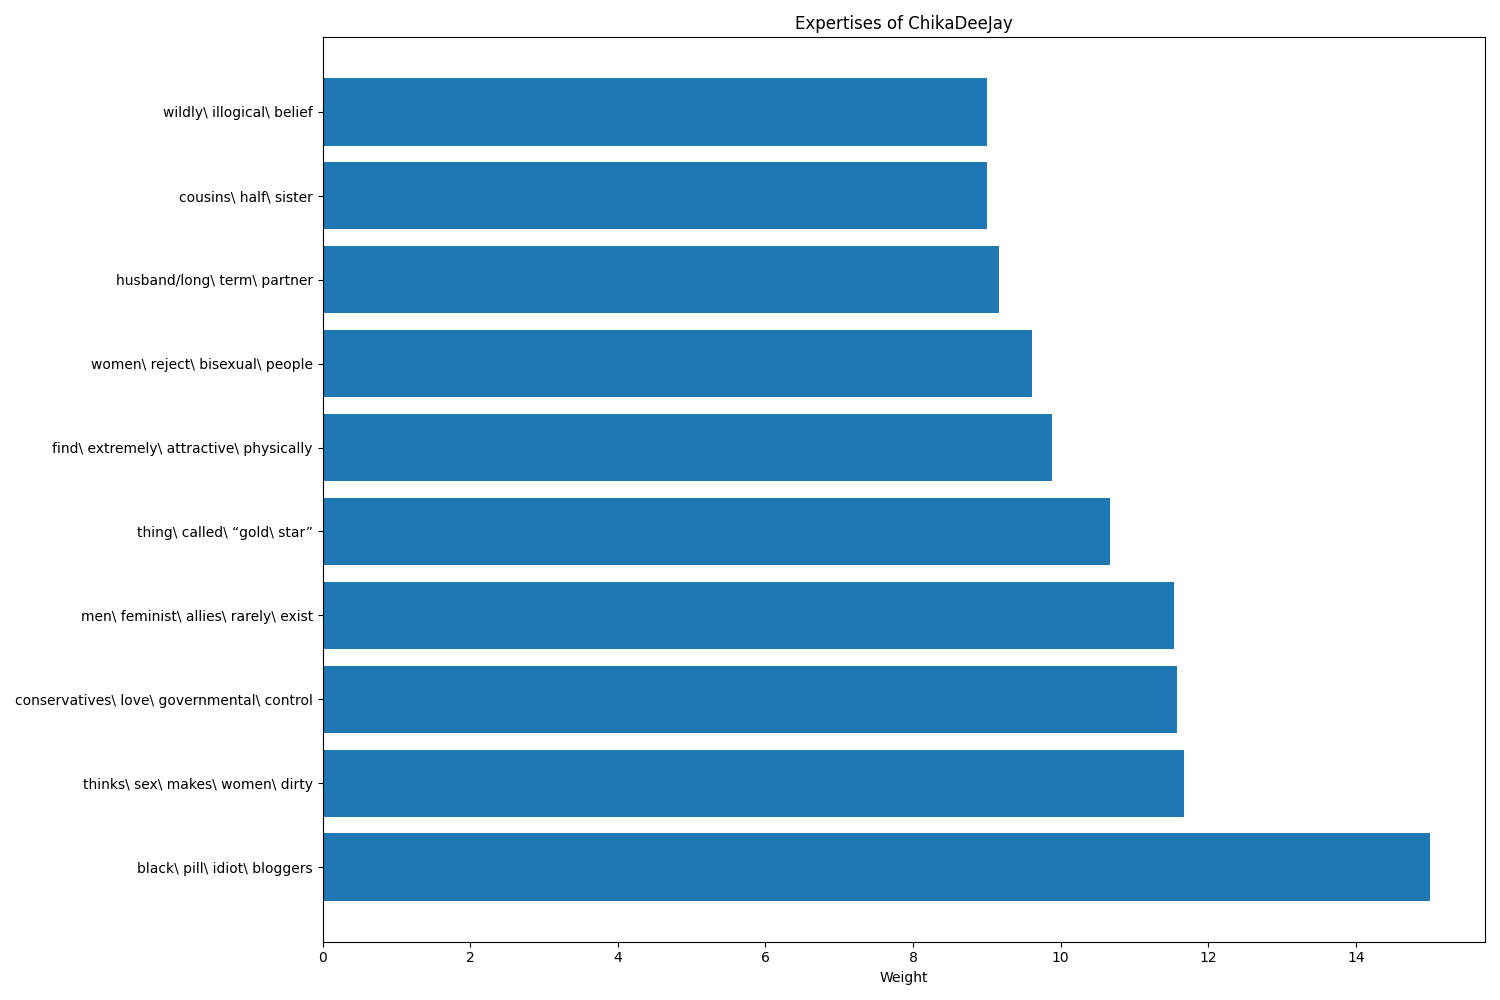 Expertises of ChikaDeeJay
wildly\ illogical\ belief
cousins\ half\ sister
husband/long\ term\ partner
women\ reject\ bisexual\ people
find\ extremely\ attractive\ physically
thing\ called\ “gold\ star”
men\ feminist\ allies\ rarely\ exist
conservatives\ love\ governmental\ control
thinks\ sex\ makes\ women\ dirty
black\ pill\ idiot\ bloggers
0 2 4 6 8 10 12 14
Weight